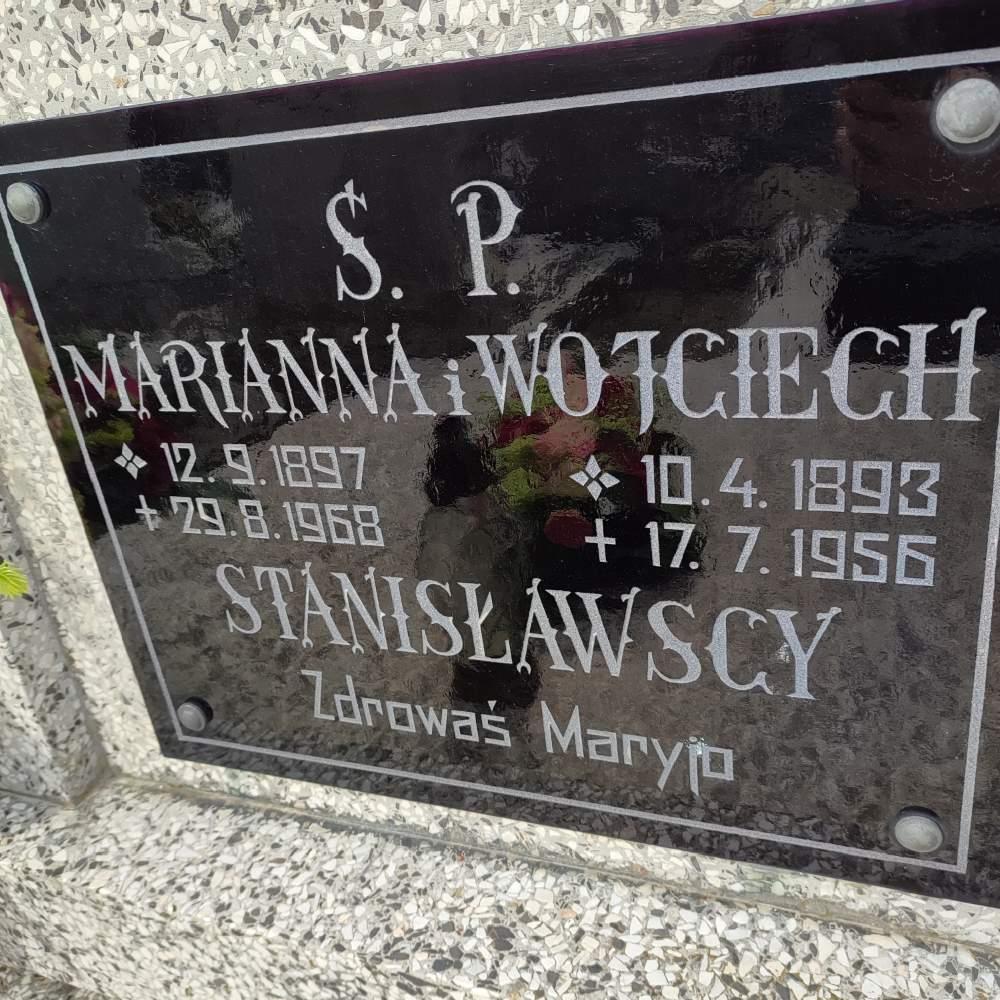 Ś. P.
MARIANNA i WOJCIECH
12.9.1897 10.4.1893
+ 29.8.1968 + 17.7.1956
STANISŁAWSCY
Zdrowaś Maryjo